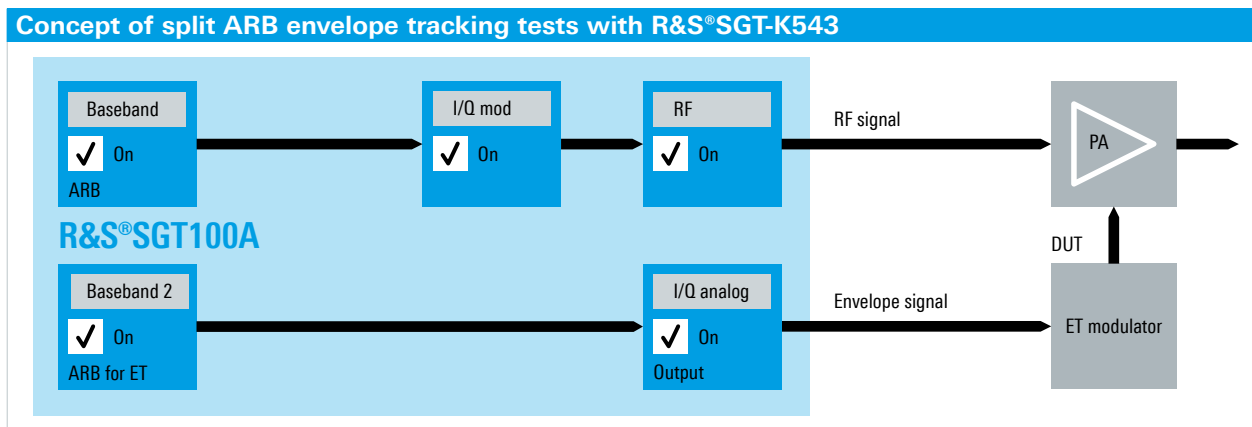 Concept of split ARB envelope tracking tests with R&S®SGT-K543
Baseband
On
ARB
I/Q mod
On
RF
On
RF signal
PA
R&S®SGT100A
DUT
Baseband 2
On
ARB for ET
I/Q analog
On
Output
Envelope signal
ET modulator